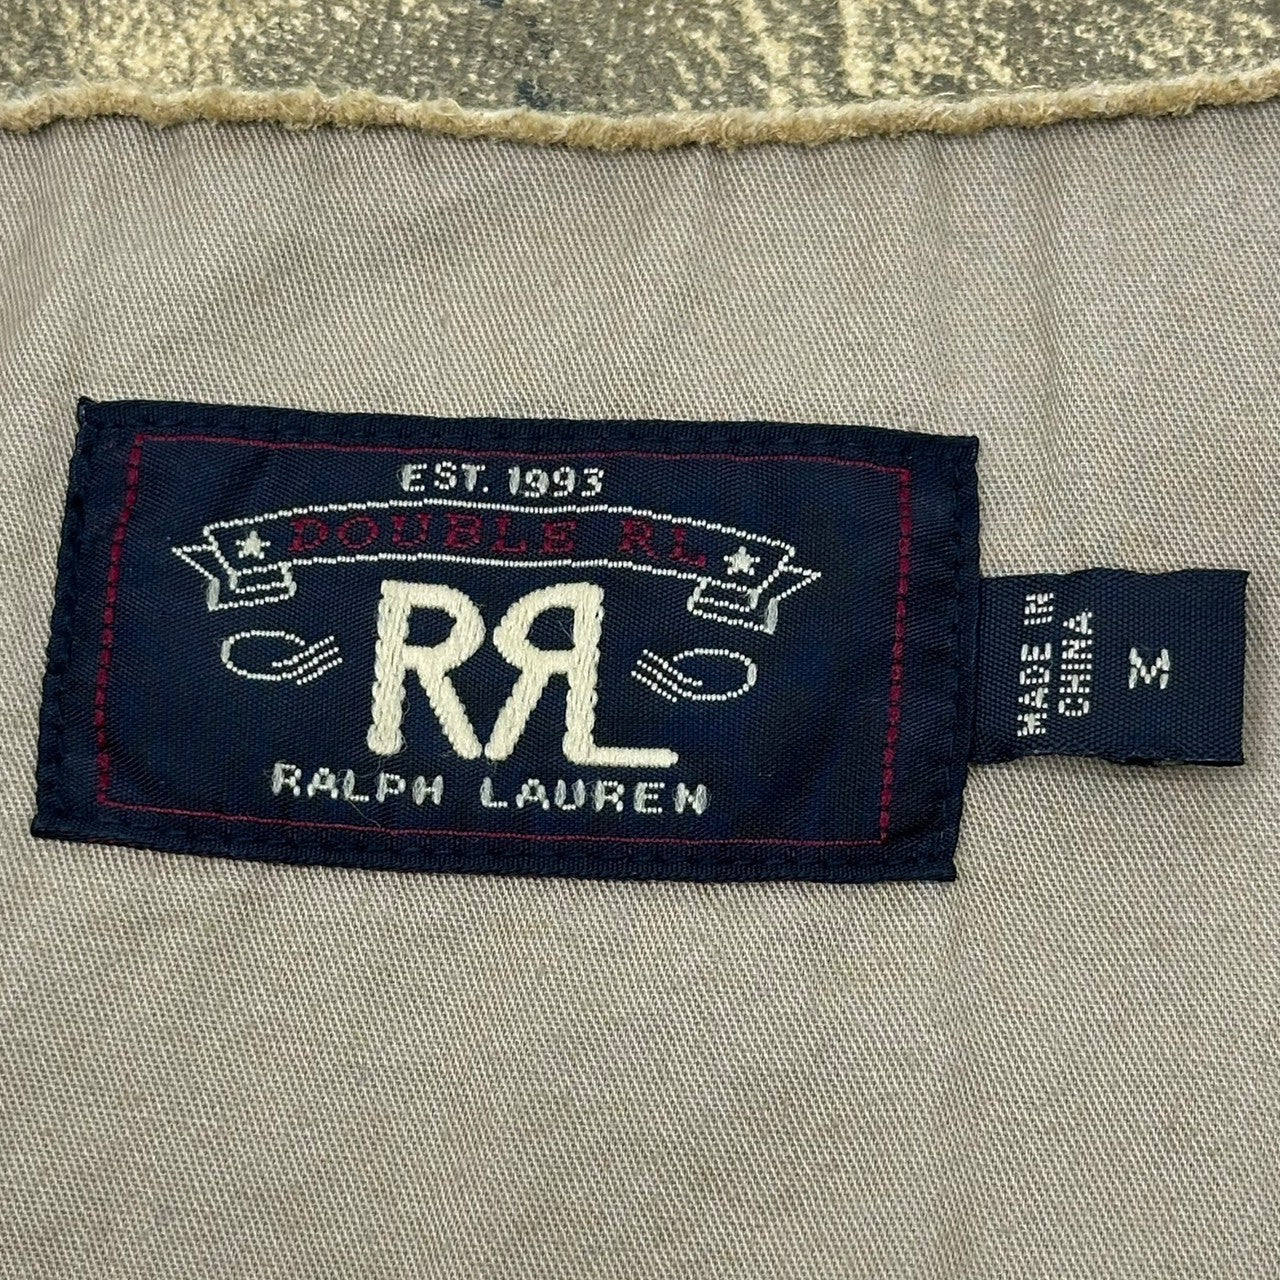 EST. 1993
DOUBLE RL
RRL
RALPH LAUREN
MADE IN
CHINA
M